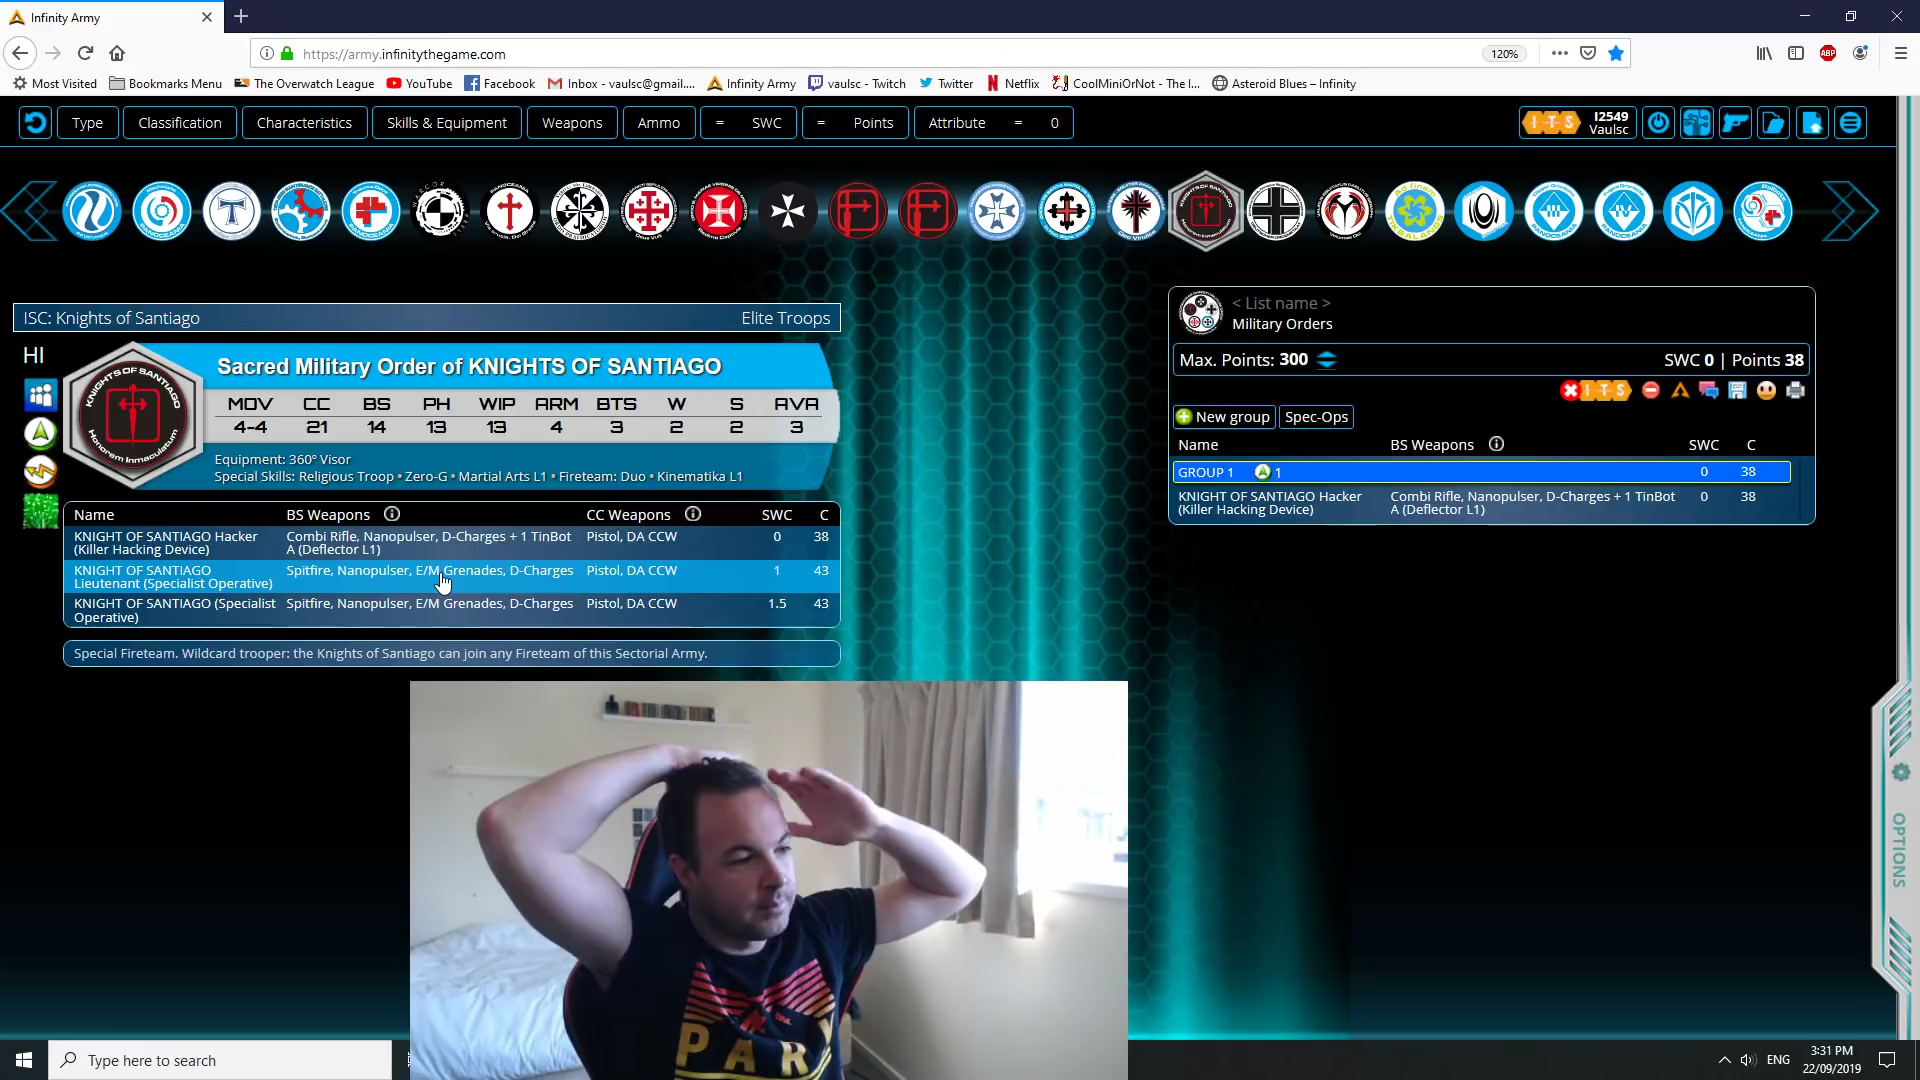 Infinity Army
https://army.infinitythegame.com
120%
Most Visited
Bookmarks Menu
The Overwatch League
YouTube
Facebook
Inbox - vaulsc@gmail....
Infinity Army
vaulsc - Twitch
Twitter
Netflix
CoolMiniOrNot - The I...
Asteroid Blues – Infinity
Type
Classification
Characteristics
Skills & Equipment
Weapons
Ammo
= SWC
= Points
Attribute = 0
ITS
I2549
Vaulsc
ISC: Knights of Santiago
Elite Troops
HI
KNIGHTS OF SANTIAGO
Honorem Inmaculatum
Sacred Military Order of KNIGHTS OF SANTIAGO
MOV CC BS PH WIP ARM BTS W S AVA
4-4 21 14 13 13 4 3 2 2 3
Equipment: 360º Visor
Special Skills: Religious Troop • Zero-G • Martial Arts L1 • Fireteam: Duo • Kinematika L1
Name BS Weapons CC Weapons SWC C
KNIGHT OF SANTIAGO Hacker Combi Rifle, Nanopulser, D-Charges + 1 TinBot Pistol, DA CCW 0 38
(Killer Hacking Device) A (Deflector L1)
KNIGHT OF SANTIAGO Spitfire, Nanopulser, E/M Grenades, D-Charges Pistol, DA CCW 1 43
Lieutenant (Specialist Operative)
KNIGHT OF SANTIAGO (Specialist Spitfire, Nanopulser, E/M Grenades, D-Charges Pistol, DA CCW 1.5 43
Operative)
Special Fireteam. Wildcard trooper: the Knights of Santiago can join any Fireteam of this Sectorial Army.
< List name >
Military Orders
Max. Points: 300
SWC 0 | Points 38
ITS
New group
Spec-Ops
Name BS Weapons SWC C
GROUP 1 1 0 38
KNIGHT OF SANTIAGO Hacker Combi Rifle, Nanopulser, D-Charges + 1 TinBot 0 38
(Killer Hacking Device) A (Deflector L1)
OPTIONS
PAR
Type here to search
ENG
3:31 PM
22/09/2019